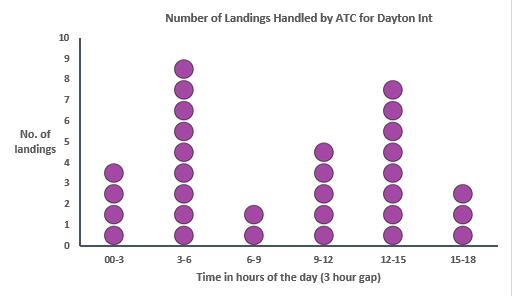 Number of Landings Handled by ATC for Dayton Int
10
9
8
7
6
5
4
3
2
1
0
No. of
landings
00-3 3-6 6-9 9-12 12-15 15-18
Time in hours of the day (3 hour gap)